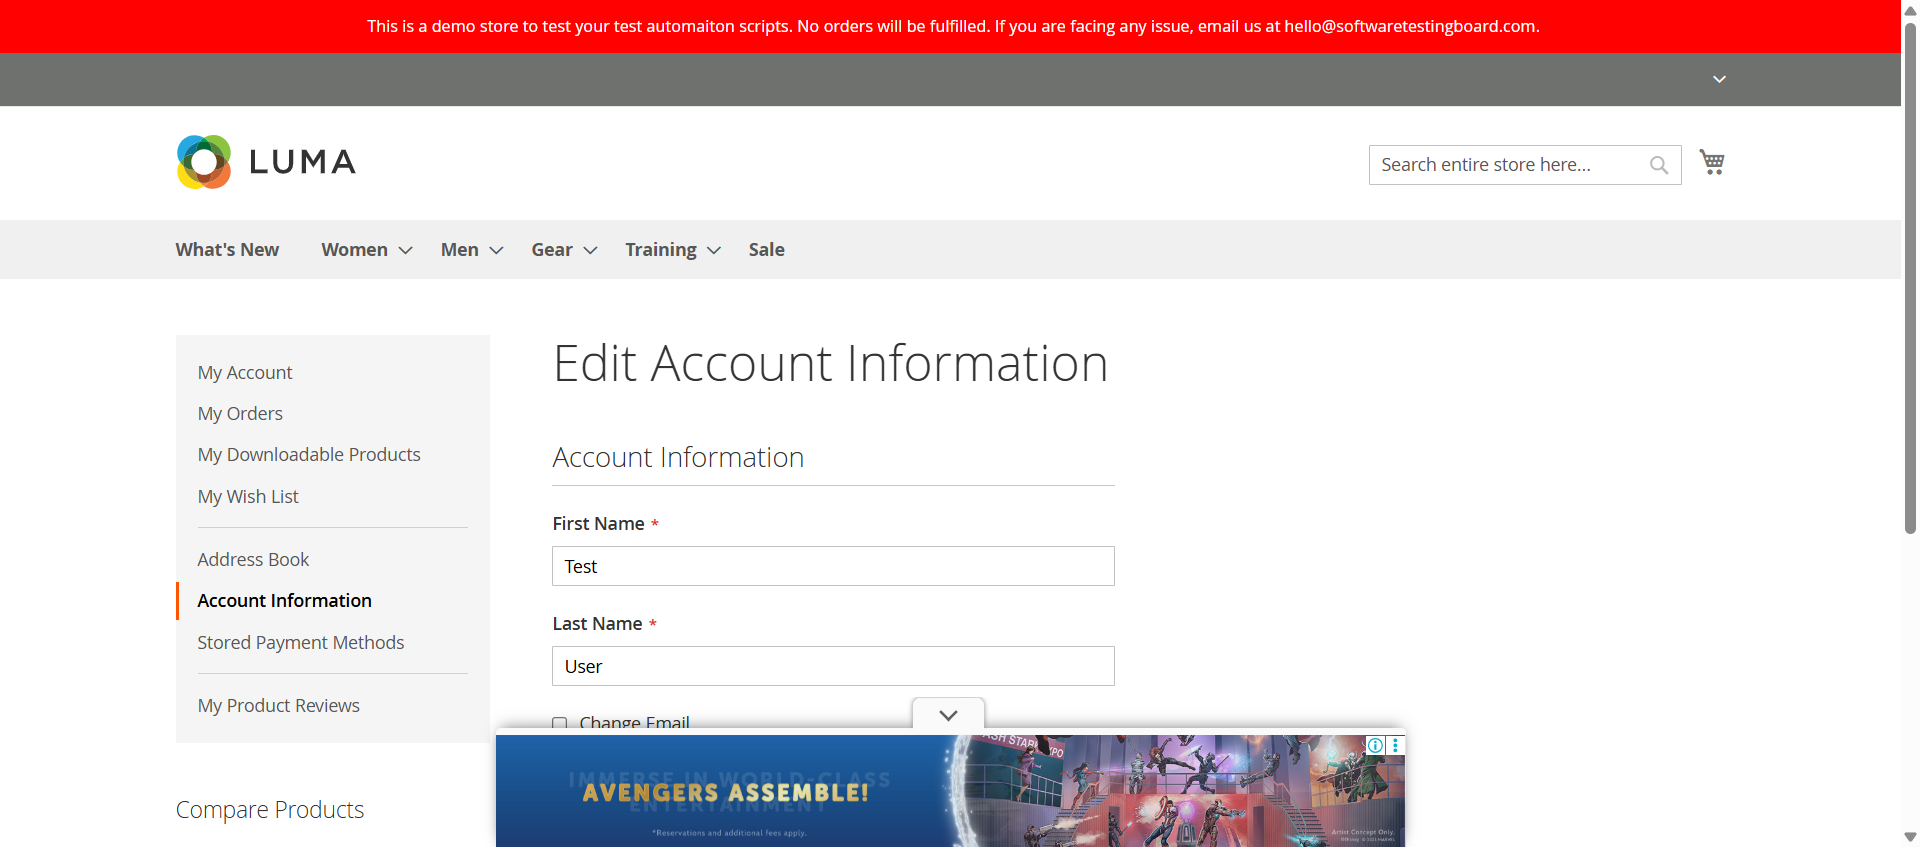 This is a demo store to test your test automaiton scripts. No orders will be fulfilled. If you are facing any issue, email us at hello@softwaretestingboard.com.
LUMA
Search entire store here...
What's New Women Men Gear Training Sale
My Account
My Orders
My Downloadable Products
My Wish List
Address Book
Account Information
Stored Payment Methods
My Product Reviews
Compare Products
Edit Account Information
Account Information
First Name *
Test
Last Name *
User
Change Email
IMMERSE IN WORLD-CLASS
ENTERTAINMENT
AVENGERS ASSEMBLE!
*Reservations and additional fees apply.
Artist Concept Only.